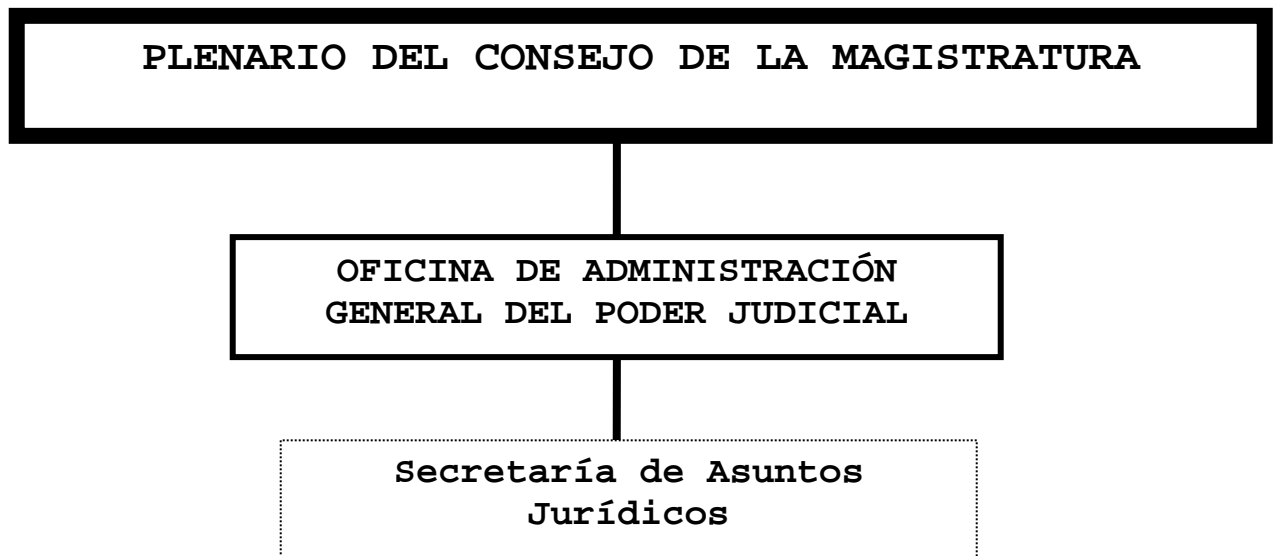 PLENARIO DEL CONSEJO DE LA MAGISTRATURA
OFICINA DE ADMINISTRACIÓN
GENERAL DEL PODER JUDICIAL
Secretaría de Asuntos
Jurídicos